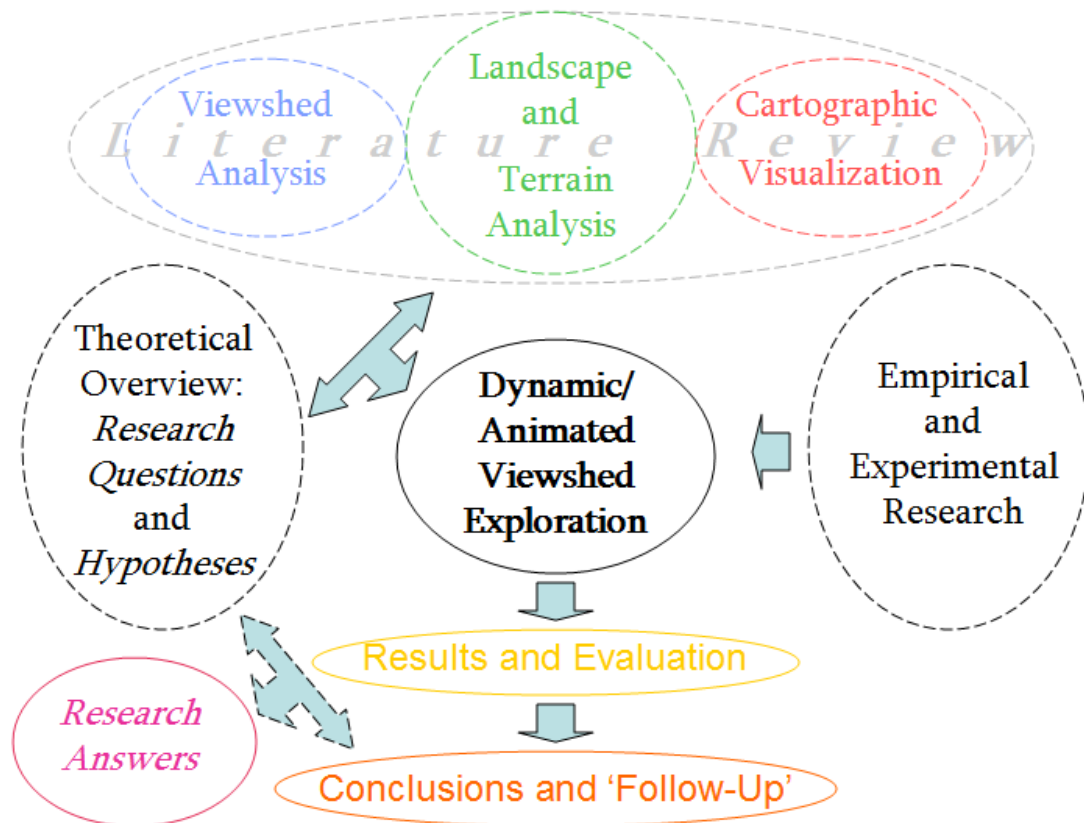 Literature Review
Viewshed
Analysis
Landscape
and
Terrain
Analysis
Cartographic
Visualization
Theoretical
Overview:
Research
Questions
and
Hypotheses
Dynamic/
Animated
Viewshed
Exploration
Empirical
and
Experimental
Research
Results and Evaluation
Research
Answers
Conclusions and ‘Follow-Up’